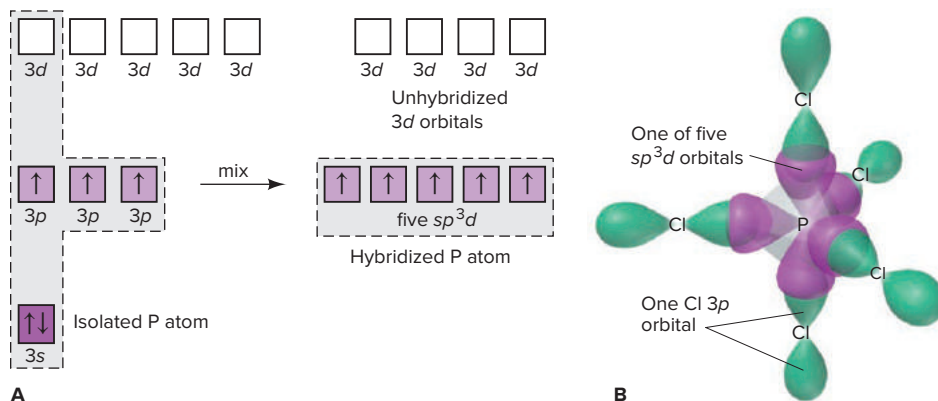 3d 3d 3d 3d 3d
3d 3d 3d 3d
Unhybridized
3d orbitals
↑ ↑ ↑
3p 3p 3p
mix
↑ ↑ ↑ ↑ ↑
five sp³d
Hybridized P atom
↑↓
3s
Isolated P atom
A
Cl
One of five
sp³d orbitals
Cl
Cl
P
Cl
One Cl 3p
orbital
Cl
B